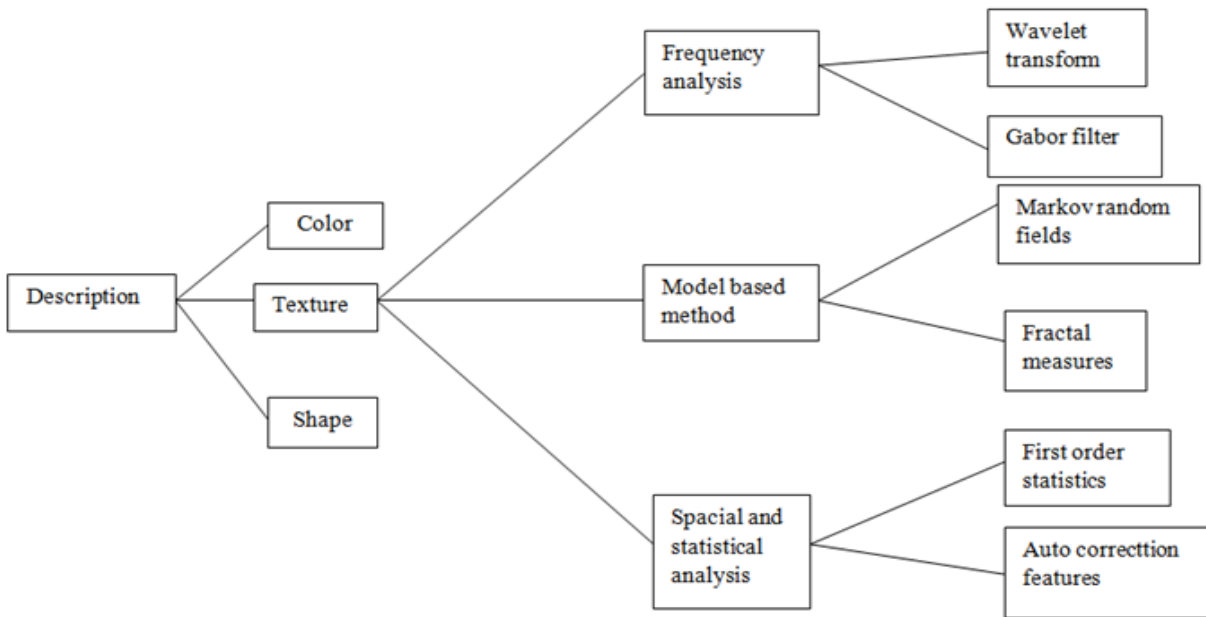 Description
Color
Texture
Shape
Frequency
analysis
Model based
method
Spacial and
statistical
analysis
Wavelet
transform
Gabor filter
Markov random
fields
Fractal
measures
First order
statistics
Auto correcttion
features